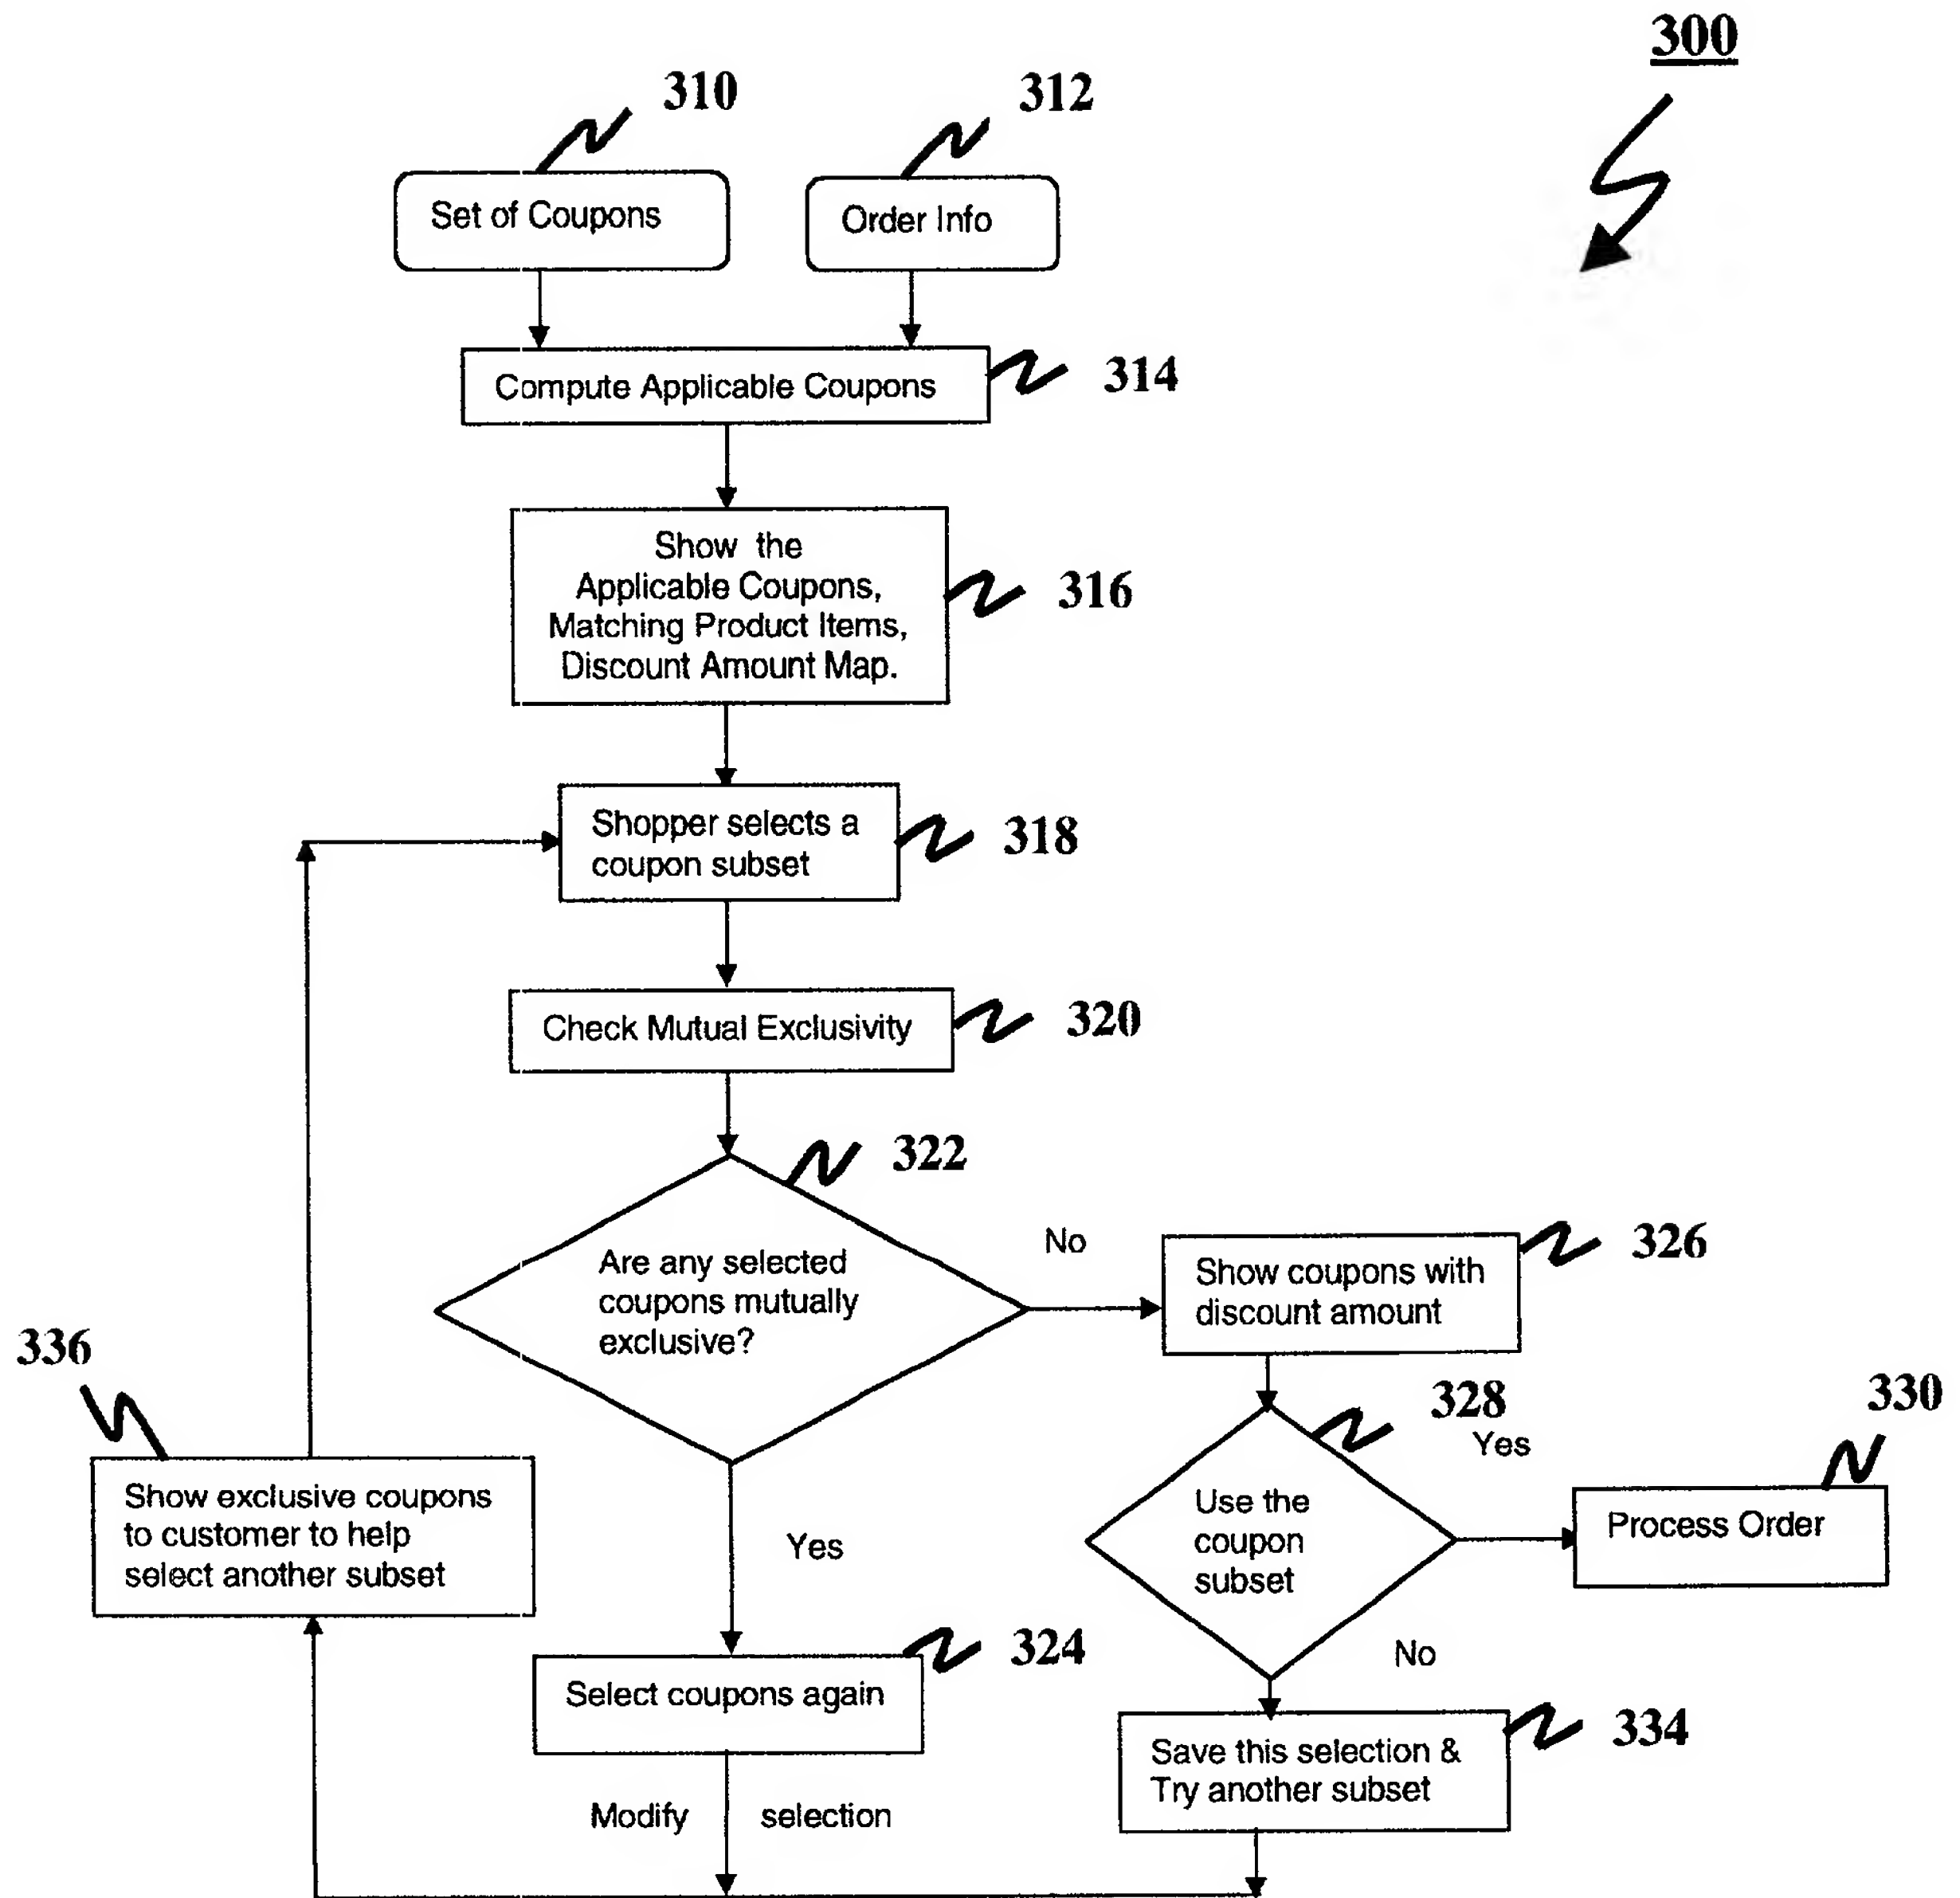 300
310
312
Set of Coupons
Order Info
Compute Applicable Coupons
314
Show the
Applicable Coupons,
Matching Product Items,
Discount Amount Map.
316
Shopper selects a
coupon subset
318
Check Mutual Exclusivity
320
322
Are any selected
coupons mutually
exclusive?
No
Show coupons with
discount amount
326
336
Show exclusive coupons
to customer to help
select another subset
Yes
328
Yes
330
Use the
coupon
subset
Process Order
No
324
Select coupons again
334
Save this selection &
Try another subset
Modify selection